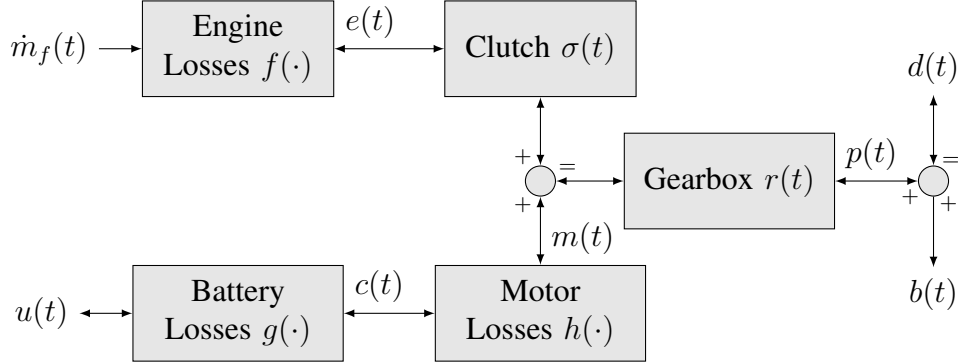 ṁ_f(t)
Engine
Losses f(·)
e(t)
Clutch σ(t)
d(t)
+
=
Gearbox r(t)
p(t)
=
+
+
+
m(t)
b(t)
u(t)
Battery
Losses g(·)
c(t)
Motor
Losses h(·)